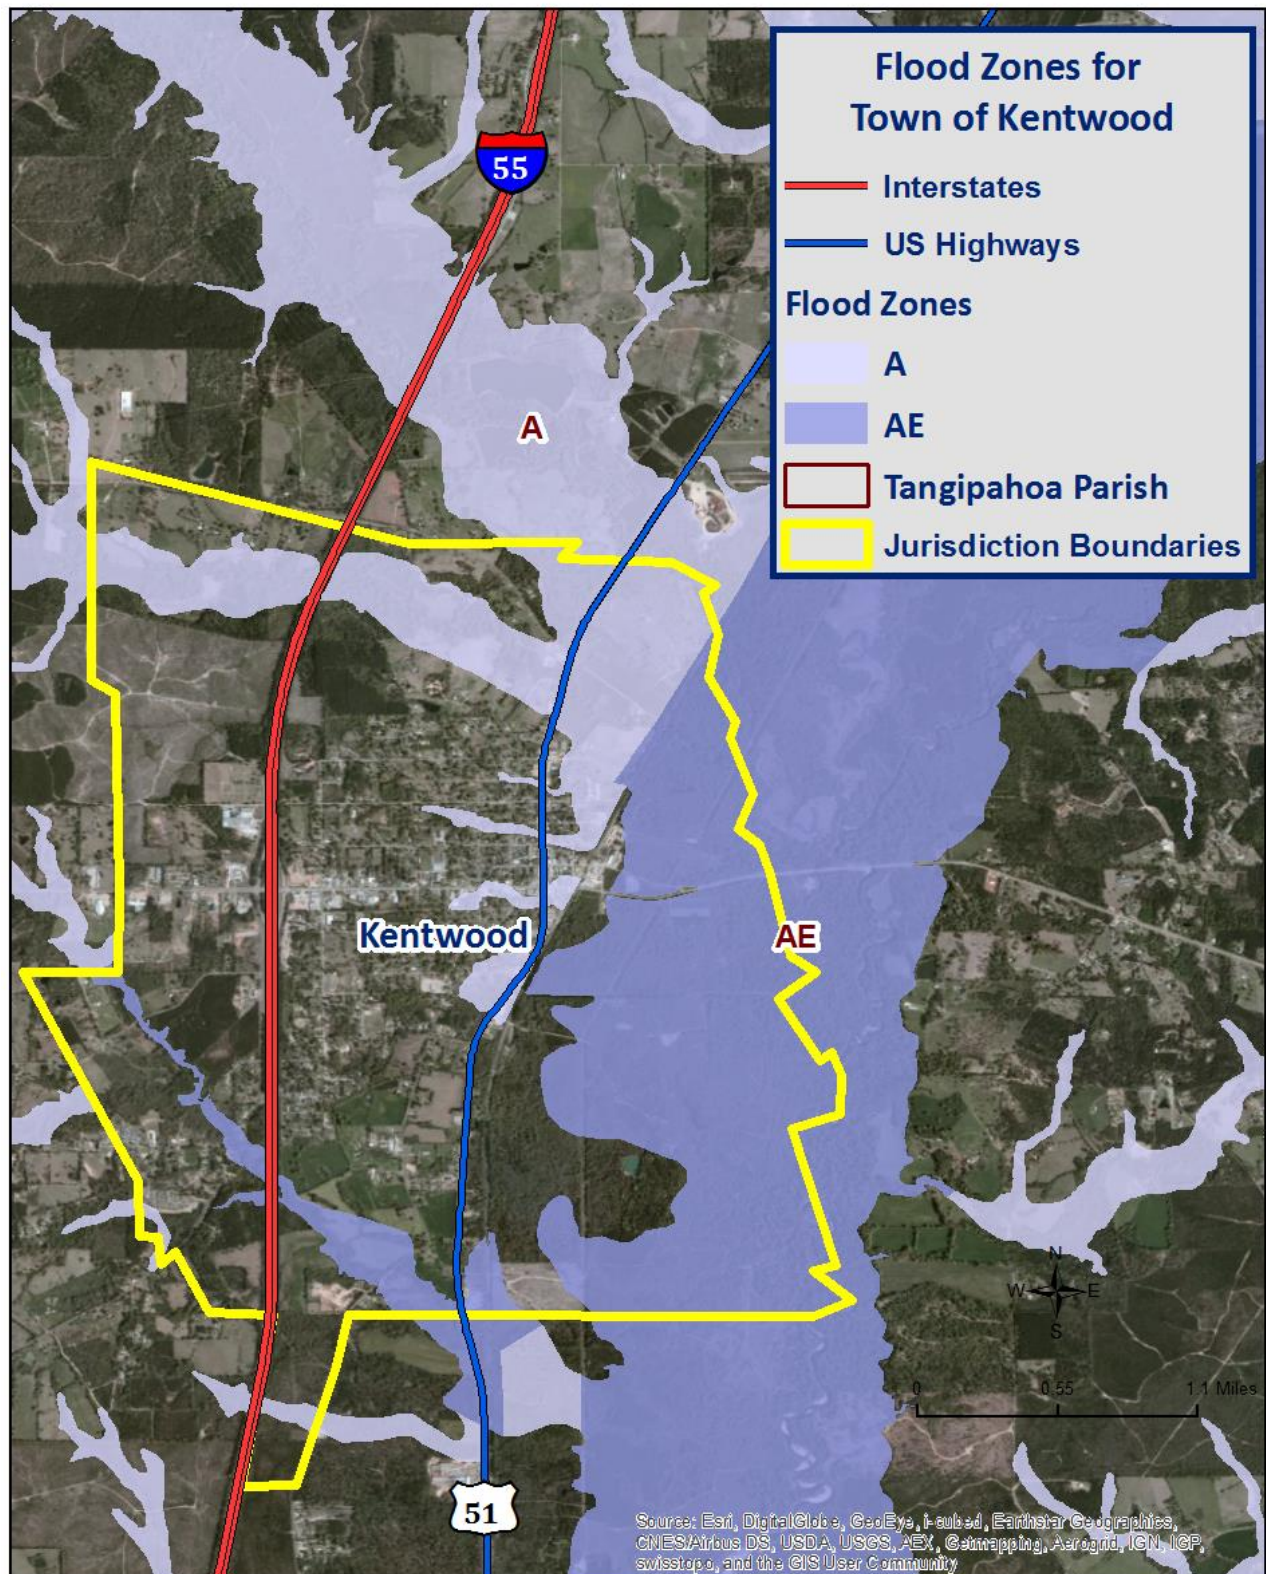 Flood Zones for
Town of Kentwood
Interstates
US Highways
Flood Zones
A
AE
Tangipahoa Parish
Jurisdiction Boundaries
55
A
Kentwood
AE
N
W E
S
0 0.55 1.1 Miles
51
Source: Esri, DigitalGlobe, GeoEye, i-cubed, Earthstar Geographics,
CNES/Airbus DS, USDA, USGS, AEX, Getmapping, Aerogrid, IGN, IGP,
swisstopo, and the GIS User Community